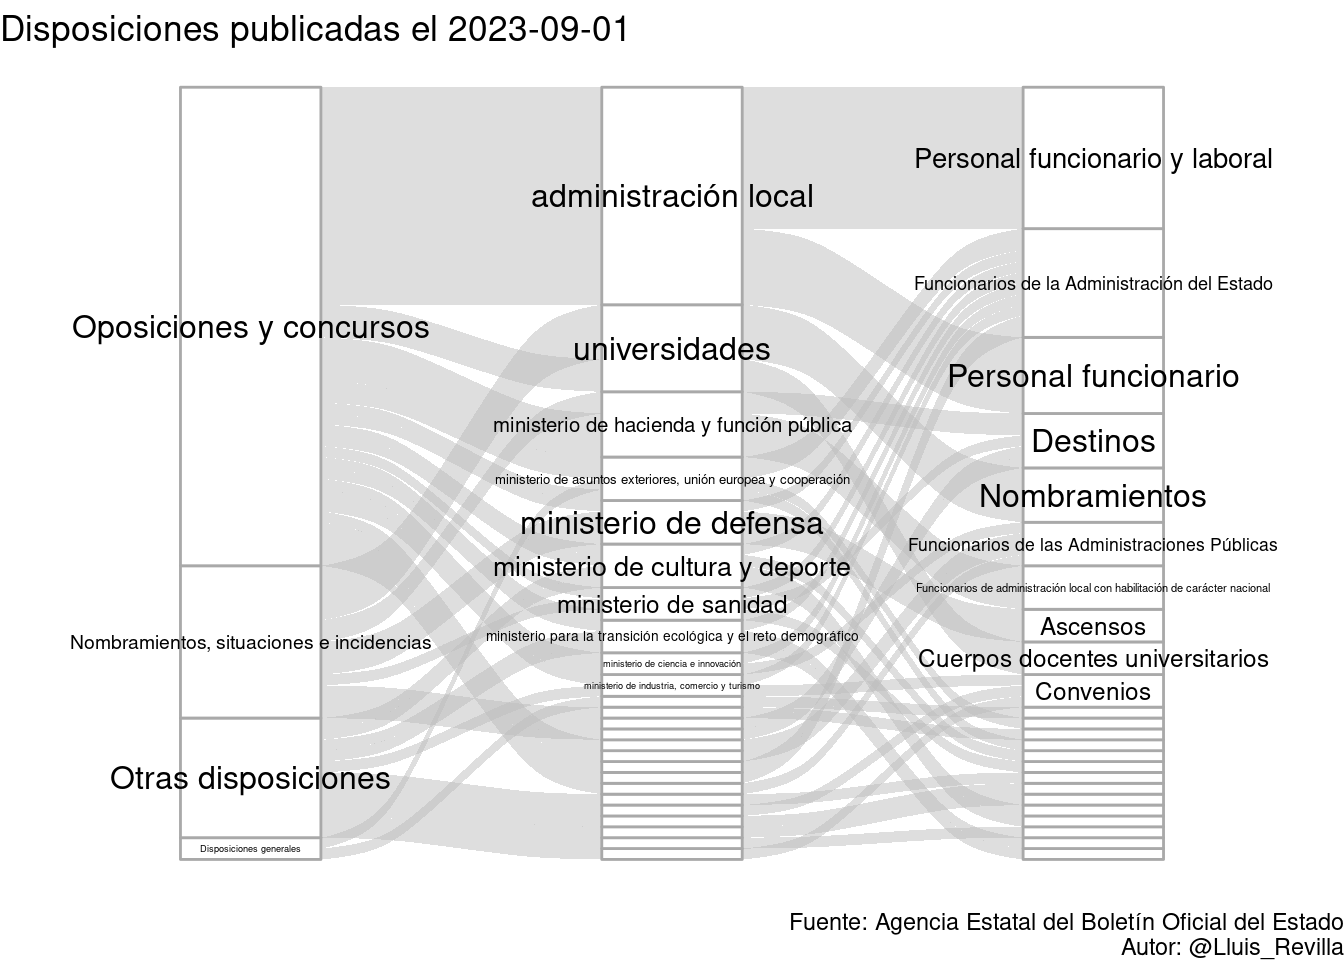 Disposiciones publicadas el 2023-09-01
Oposiciones y concursos
Nombramientos, situaciones e incidencias
Otras disposiciones
Disposiciones generales
administración local
universidades
ministerio de hacienda y función pública
ministerio de asuntos exteriores, unión europea y cooperación
ministerio de defensa
ministerio de cultura y deporte
ministerio de sanidad
ministerio para la transición ecológica y el reto demográfico
ministerio de ciencia e innovación
ministerio de industria, comercio y turismo
Personal funcionario y laboral
Funcionarios de la Administración del Estado
Personal funcionario
Destinos
Nombramientos
Funcionarios de las Administraciones Públicas
Funcionarios de administración local con habilitación de carácter nacional
Ascensos
Cuerpos docentes universitarios
Convenios
Fuente: Agencia Estatal del Boletín Oficial del Estado
Autor: @Lluis_Revilla